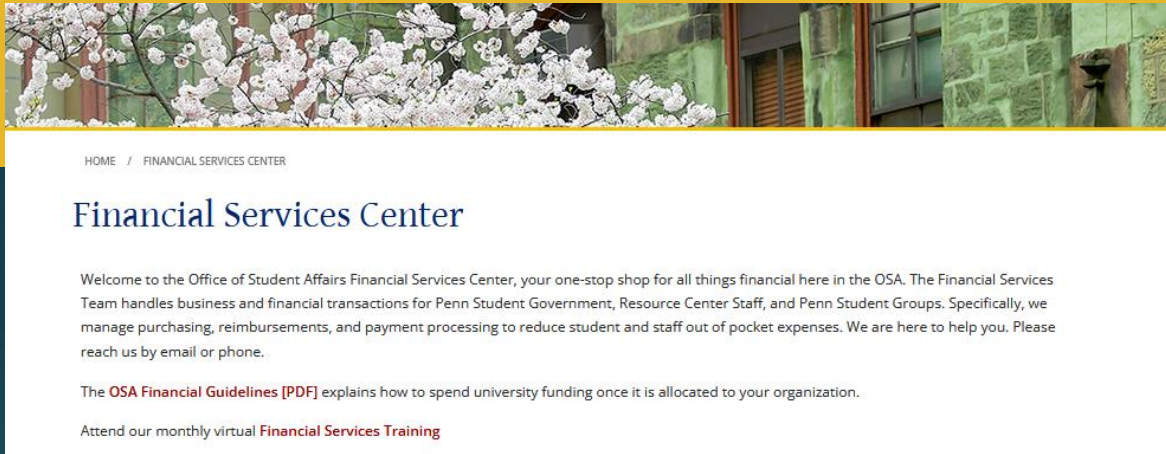 HOME / FINANCIAL SERVICES CENTER
Financial Services Center
Welcome to the Office of Student Affairs Financial Services Center, your one-stop shop for all things financial here in the OSA. The Financial Services
Team handles business and financial transactions for Penn Student Government, Resource Center Staff, and Penn Student Groups. Specifically, we
manage purchasing, reimbursements, and payment processing to reduce student and staff out of pocket expenses. We are here to help you. Please
reach us by email or phone.
The OSA Financial Guidelines [PDF] explains how to spend university funding once it is allocated to your organization.
Attend our monthly virtual Financial Services Training